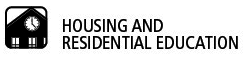 HOUSING AND
RESIDENTIAL EDUCATION